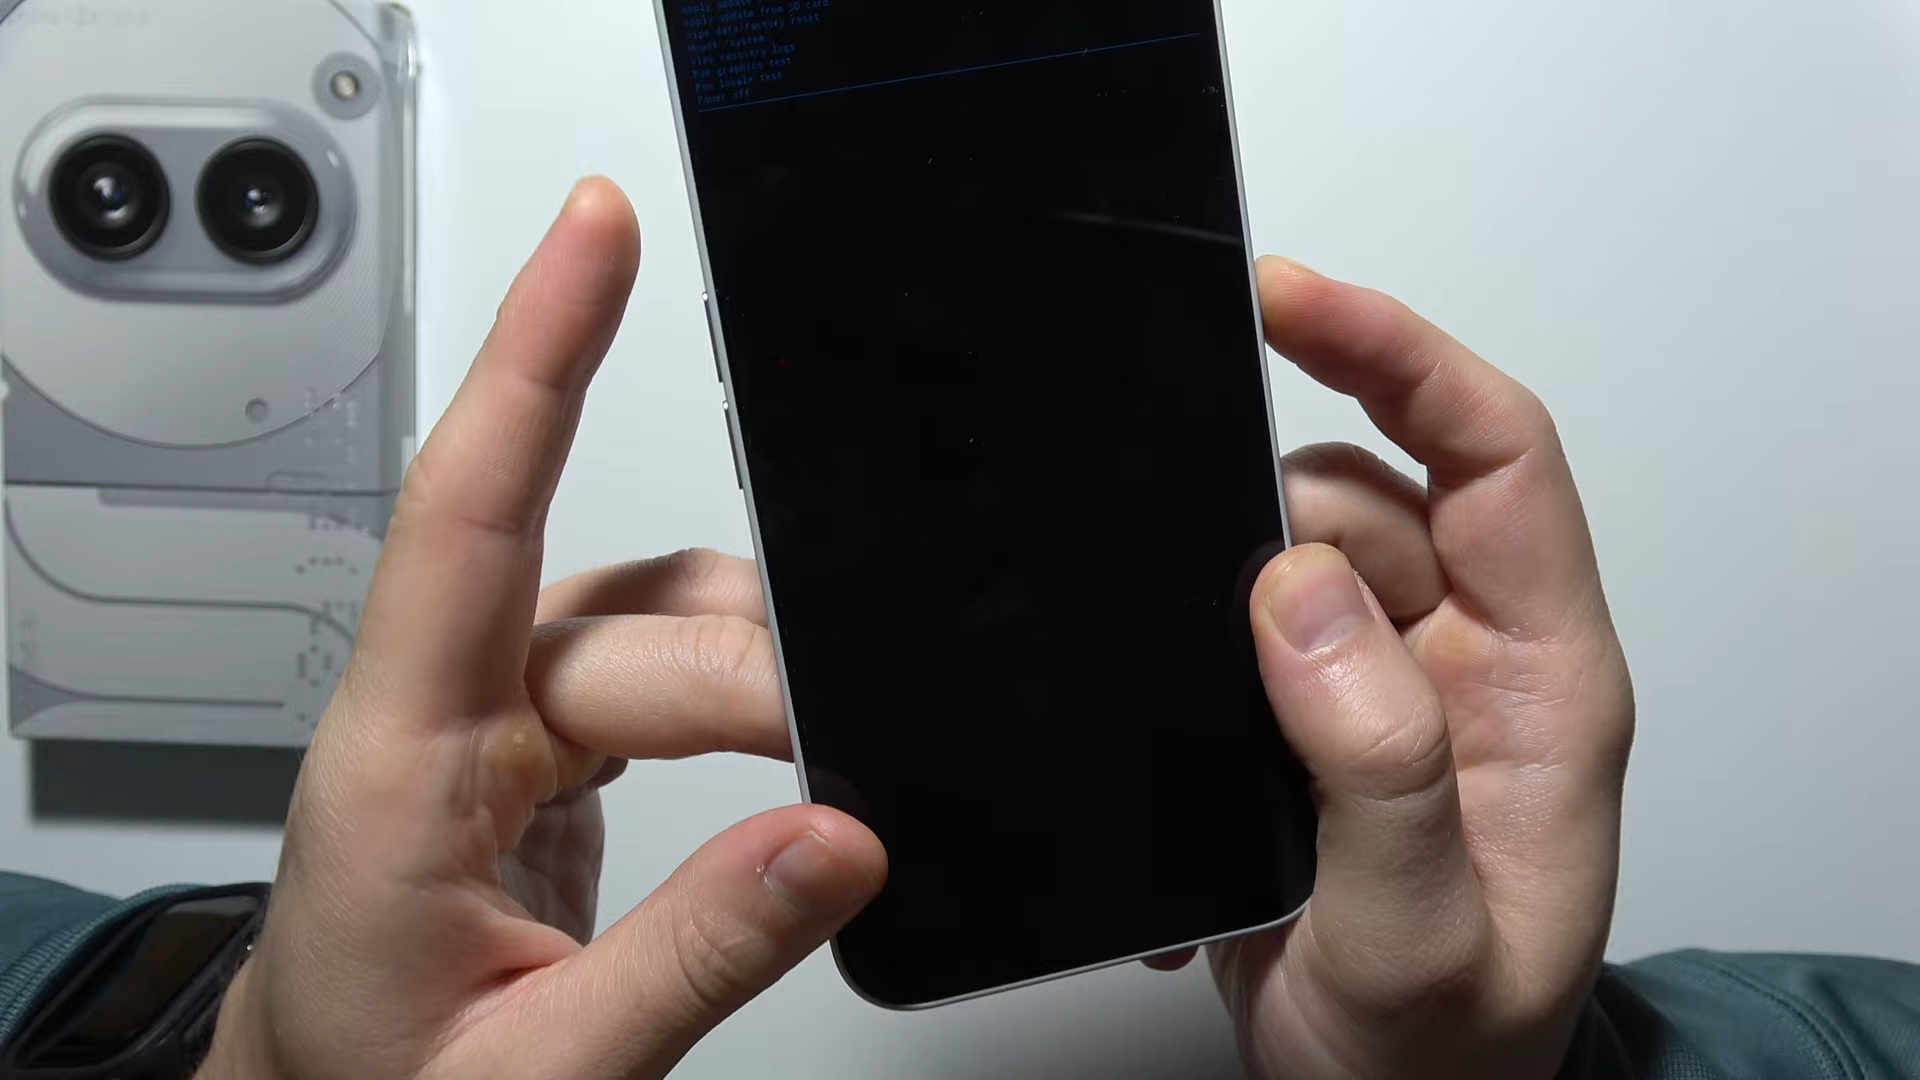 apply update from SD card
Wipe data/factory reset
Mount /system
View recovery logs
Run graphics test
Run locale test
Power off